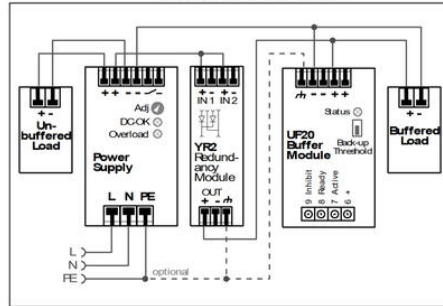 + -
Un-
buffered
Load
+ + - - -
Adj
DC-OK
Overload
Power
Supply
L N PE
+ - + -
IN 1 IN 2
YR2
Redund-
ancy
Module
OUT
+ - -
- - + +
Status
UF20
Buffer
Module
Back-up
Threshold
9 Inhibit
8 Ready
7 Active
6 +
+ -
Buffered
Load
L
N
PE
optional